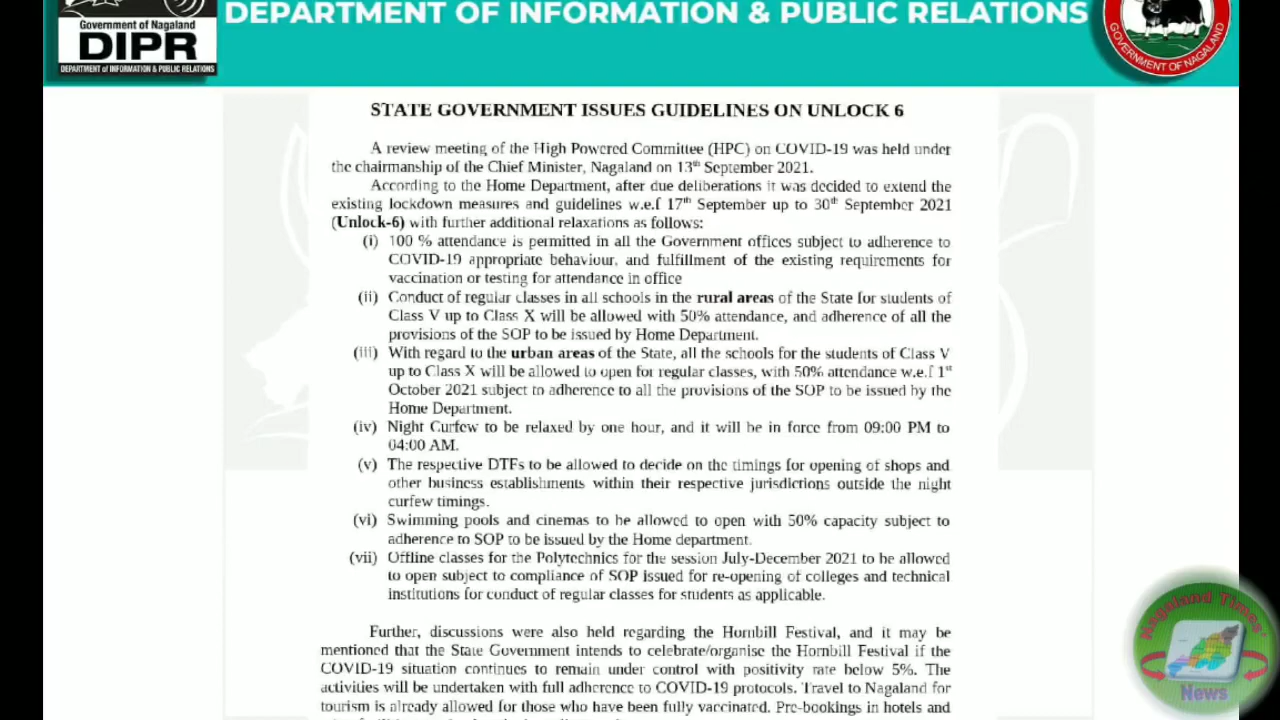 Government of Nagaland
DIPR
DEPARTMENT of INFORMATION & PUBLIC RELATIONS
DEPARTMENT OF INFORMATION & PUBLIC RELATIONS
GOVERNMENT OF NAGALAND
STATE GOVERNMENT ISSUES GUIDELINES ON UNLOCK 6
A review meeting of the High Powered Committee (HPC) on COVID-19 was held under
the chairmanship of the Chief Minister, Nagaland on 13th September 2021.
According to the Home Department, after due deliberations it was decided to extend the
existing lockdown measures and guidelines w.e.f 17th September up to 30th September 2021
(Unlock-6) with further additional relaxations as follows:
(i) 100 % attendance is permitted in all the Government offices subject to adherence to
COVID-19 appropriate behaviour, and fulfillment of the existing requirements for
vaccination or testing for attendance in office
(ii) Conduct of regular classes in all schools in the rural areas of the State for students of
Class V up to Class X will be allowed with 50% attendance, and adherence of all the
provisions of the SOP to be issued by Home Department.
(iii) With regard to the urban areas of the State, all the schools for the students of Class V
up to Class X will be allowed to open for regular classes, with 50% attendance w.e.f 1st
October 2021 subject to adherence to all the provisions of the SOP to be issued by the
Home Department.
(iv) Night Curfew to be relaxed by one hour, and it will be in force from 09:00 PM to
04:00 AM.
(v) The respective DTFs to be allowed to decide on the timings for opening of shops and
other business establishments within their respective jurisdictions outside the night
curfew timings.
(vi) Swimming pools and cinemas to be allowed to open with 50% capacity subject to
adherence to SOP to be issued by the Home department.
(vii) Offline classes for the Polytechnics for the session July-December 2021 to be allowed
to open subject to compliance of SOP issued for re-opening of colleges and technical
institutions for conduct of regular classes for students as applicable.
Further, discussions were also held regarding the Hornbill Festival, and it may be
mentioned that the State Government intends to celebrate/organise the Hornbill Festival if the
COVID-19 situation continues to remain under control with positivity rate below 5%. The
activities will be undertaken with full adherence to COVID-19 protocols. Travel to Nagaland for
tourism is already allowed for those who have been fully vaccinated. Pre-bookings in hotels and
Nagaland Times'
News